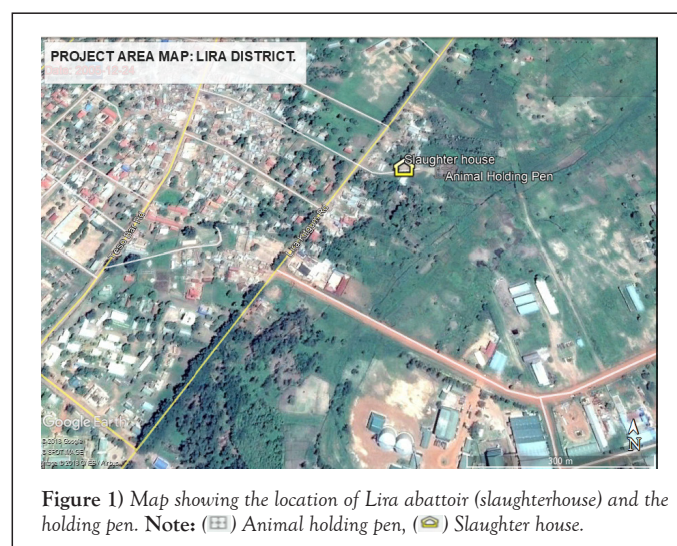 PROJECT AREA MAP: LIRA DISTRICT.
Slaughter house
Animal Holding Pen
Google Earth
300 m
N
Figure 1) Map showing the location of Lira abattoir (slaughterhouse) and the
holding pen. Note: ( ) Animal holding pen, ( ) Slaughter house.